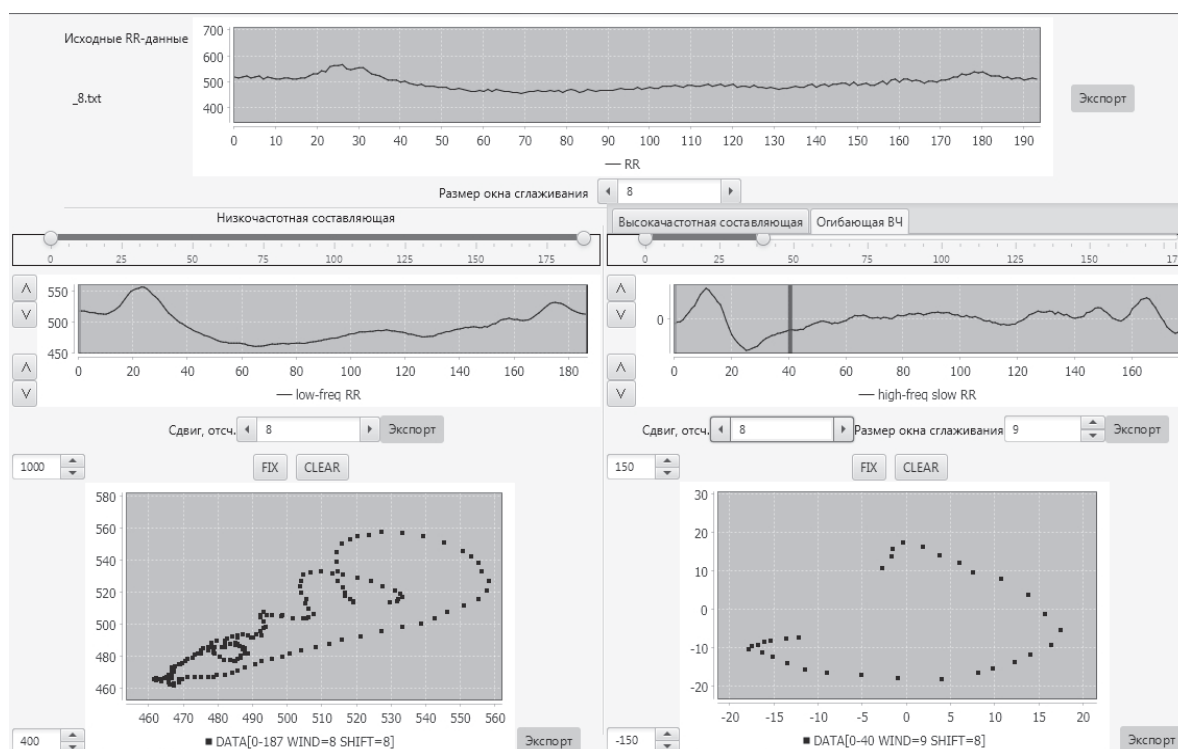 Исходные RR-данные
_8.txt
700
600
500
400
0 10 20 30 40 50 60 70 80 90 100 110 120 130 140 150 160 170 180 190
— RR
Экспорт
Размер окна сглаживания 8
Низкочастотная составляющая
0 25 50 75 100 125 150 175
550
500
450
0 20 40 60 80 100 120 140 160 180
— low-freq RR
Сдвиг, отсч. 8 Экспорт
1000 FIX CLEAR
580
560
540
520
500
480
460
460 470 480 490 500 510 520 530 540 550 560
400 ■ DATA[0-187 WIND=8 SHIFT=8] Экспорт
Высокачастотная составляющая Огибающая ВЧ
0 25 50 75 100 125 150 175
0
0 20 40 60 80 100 120 140 160
— high-freq slow RR
Сдвиг, отсч. 8 Размер окна сглаживания 9 Экспорт
150 FIX CLEAR
30
20
10
0
-10
-20
-20 -15 -10 -5 0 5 10 15 20
-150 ■ DATA[0-40 WIND=9 SHIFT=8] Экспорт